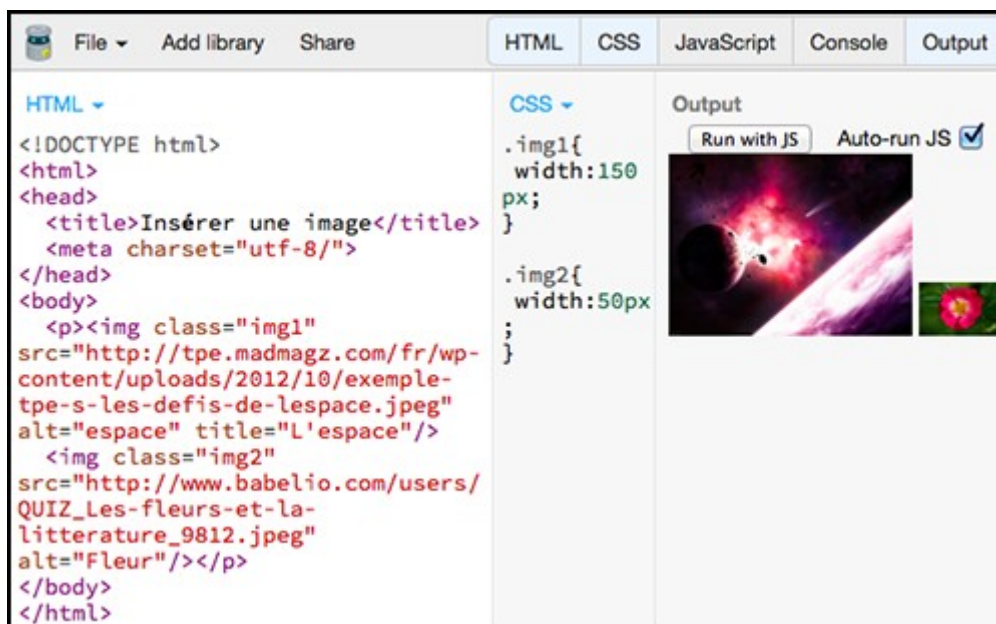 File Add library Share HTML CSS JavaScript Console Output
HTML
<!DOCTYPE html>
<html>
<head>
<title>Insérer une image</title>
<meta charset="utf-8/">
</head>
<body>
<p><img class="img1"
src="http://tpe.madmagz.com/fr/wp-
content/uploads/2012/10/exemple-
tpe-s-les-defis-de-lespace.jpeg"
alt="espace" title="L'espace"/>
<img class="img2"
src="http://www.babelio.com/users/
QUIZ_Les-fleurs-et-la-
litterature_9812.jpeg"
alt="Fleur"/></p>
</body>
</html>
CSS
.img1{
width:150
px;
}
.img2{
width:50px
;
}
Output
Run with JS Auto-run JS